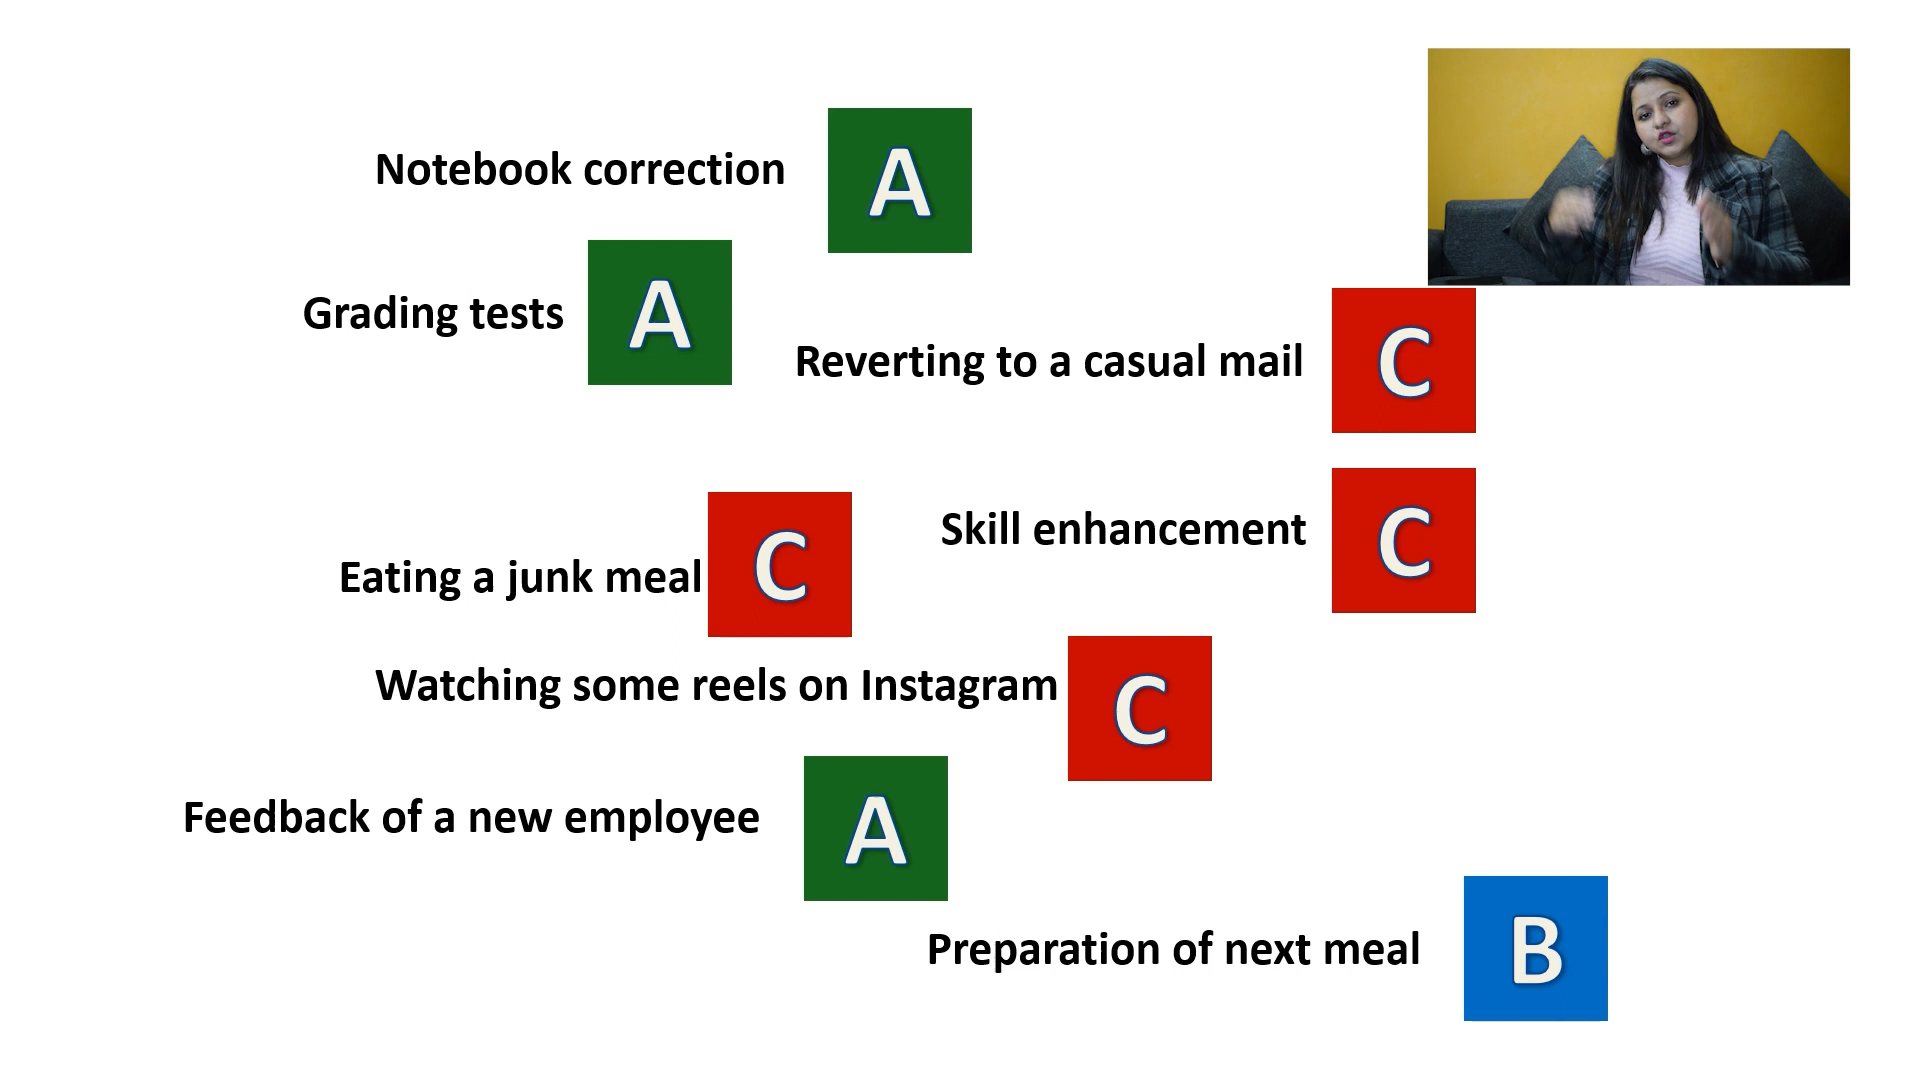 Notebook correction A
Grading tests A
Reverting to a casual mail C
Skill enhancement C
Eating a junk meal C
Watching some reels on Instagram C
Feedback of a new employee A
Preparation of next meal B